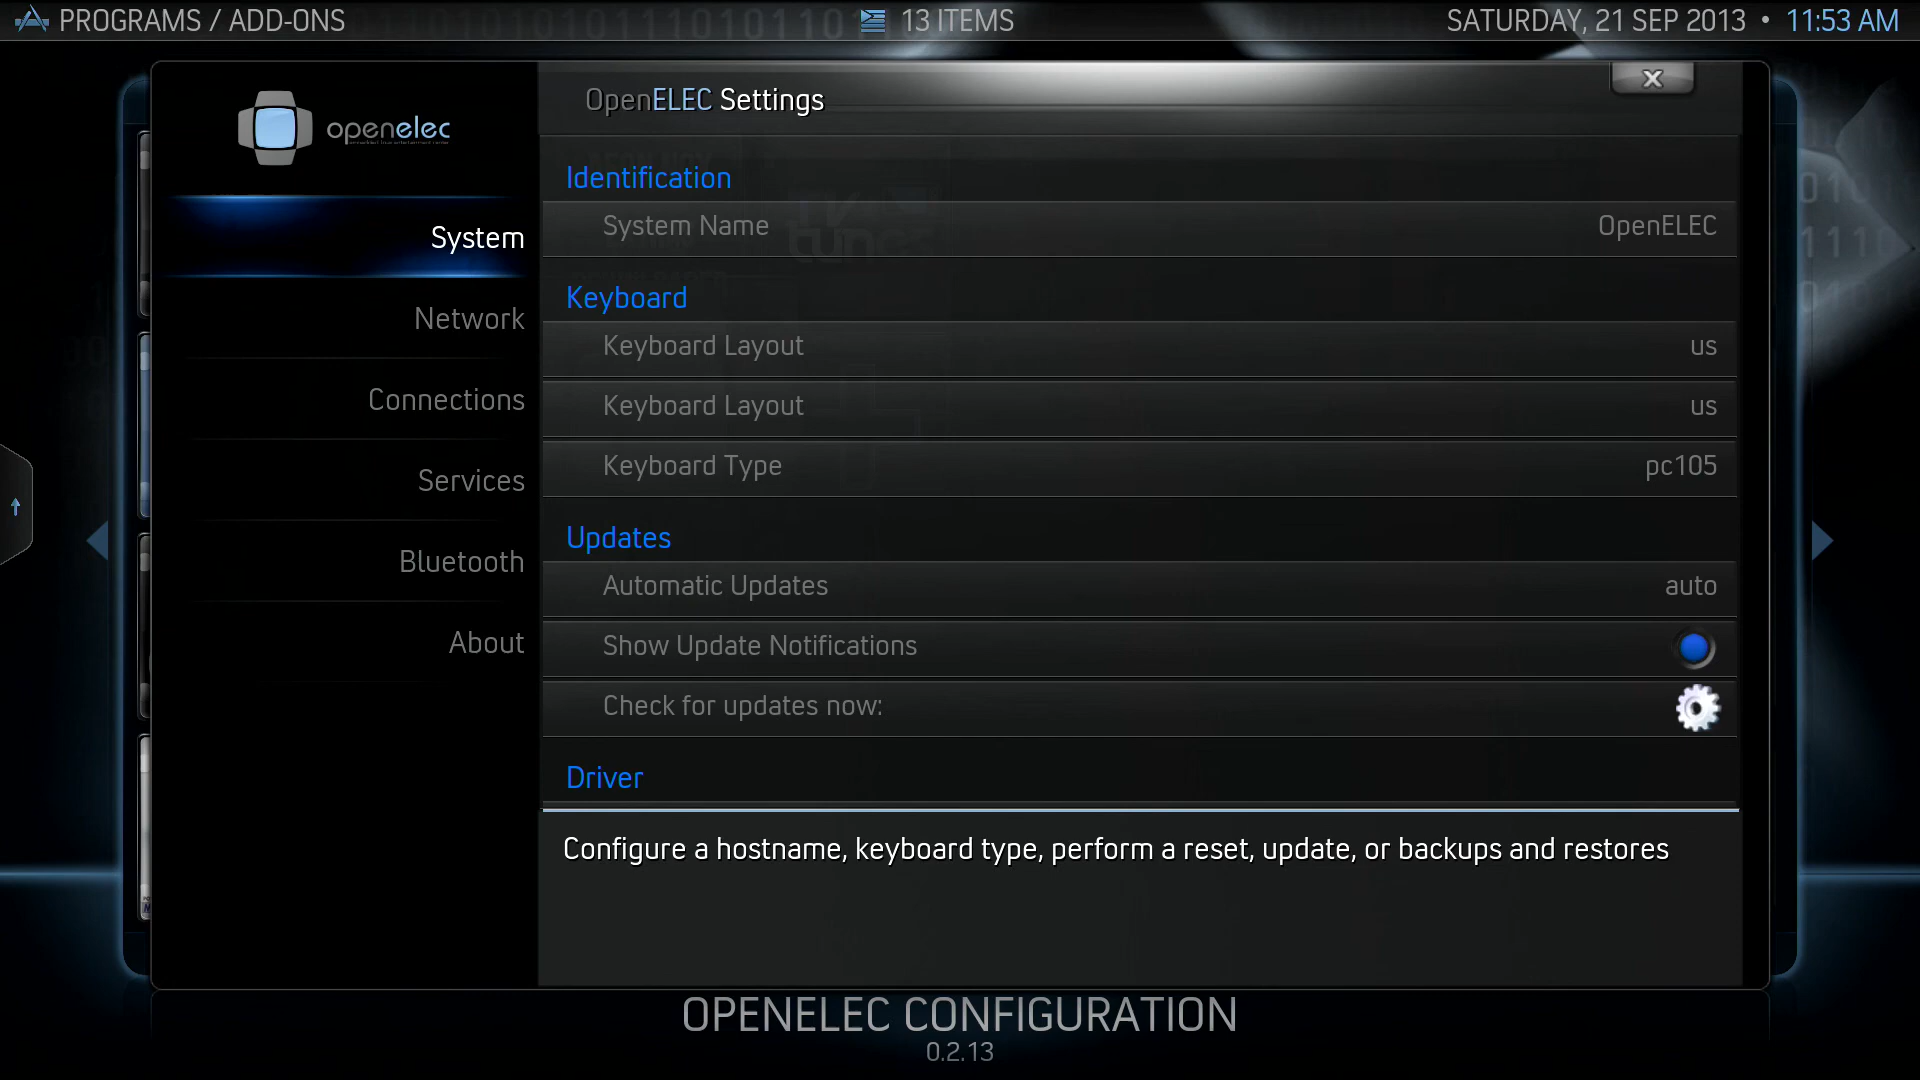 PROGRAMS / ADD-ONS
13 ITEMS
SATURDAY, 21 SEP 2013 • 11:53 AM
openelec
OpenELEC Settings
x
System
Network
Connections
Services
Bluetooth
About
Identification
System Name
OpenELEC
Keyboard
Keyboard Layout
us
Keyboard Layout
us
Keyboard Type
pc105
Updates
Automatic Updates
auto
Show Update Notifications
Check for updates now:
Driver
Configure a hostname, keyboard type, perform a reset, update, or backups and restores
OPENELEC CONFIGURATION
0.2.13